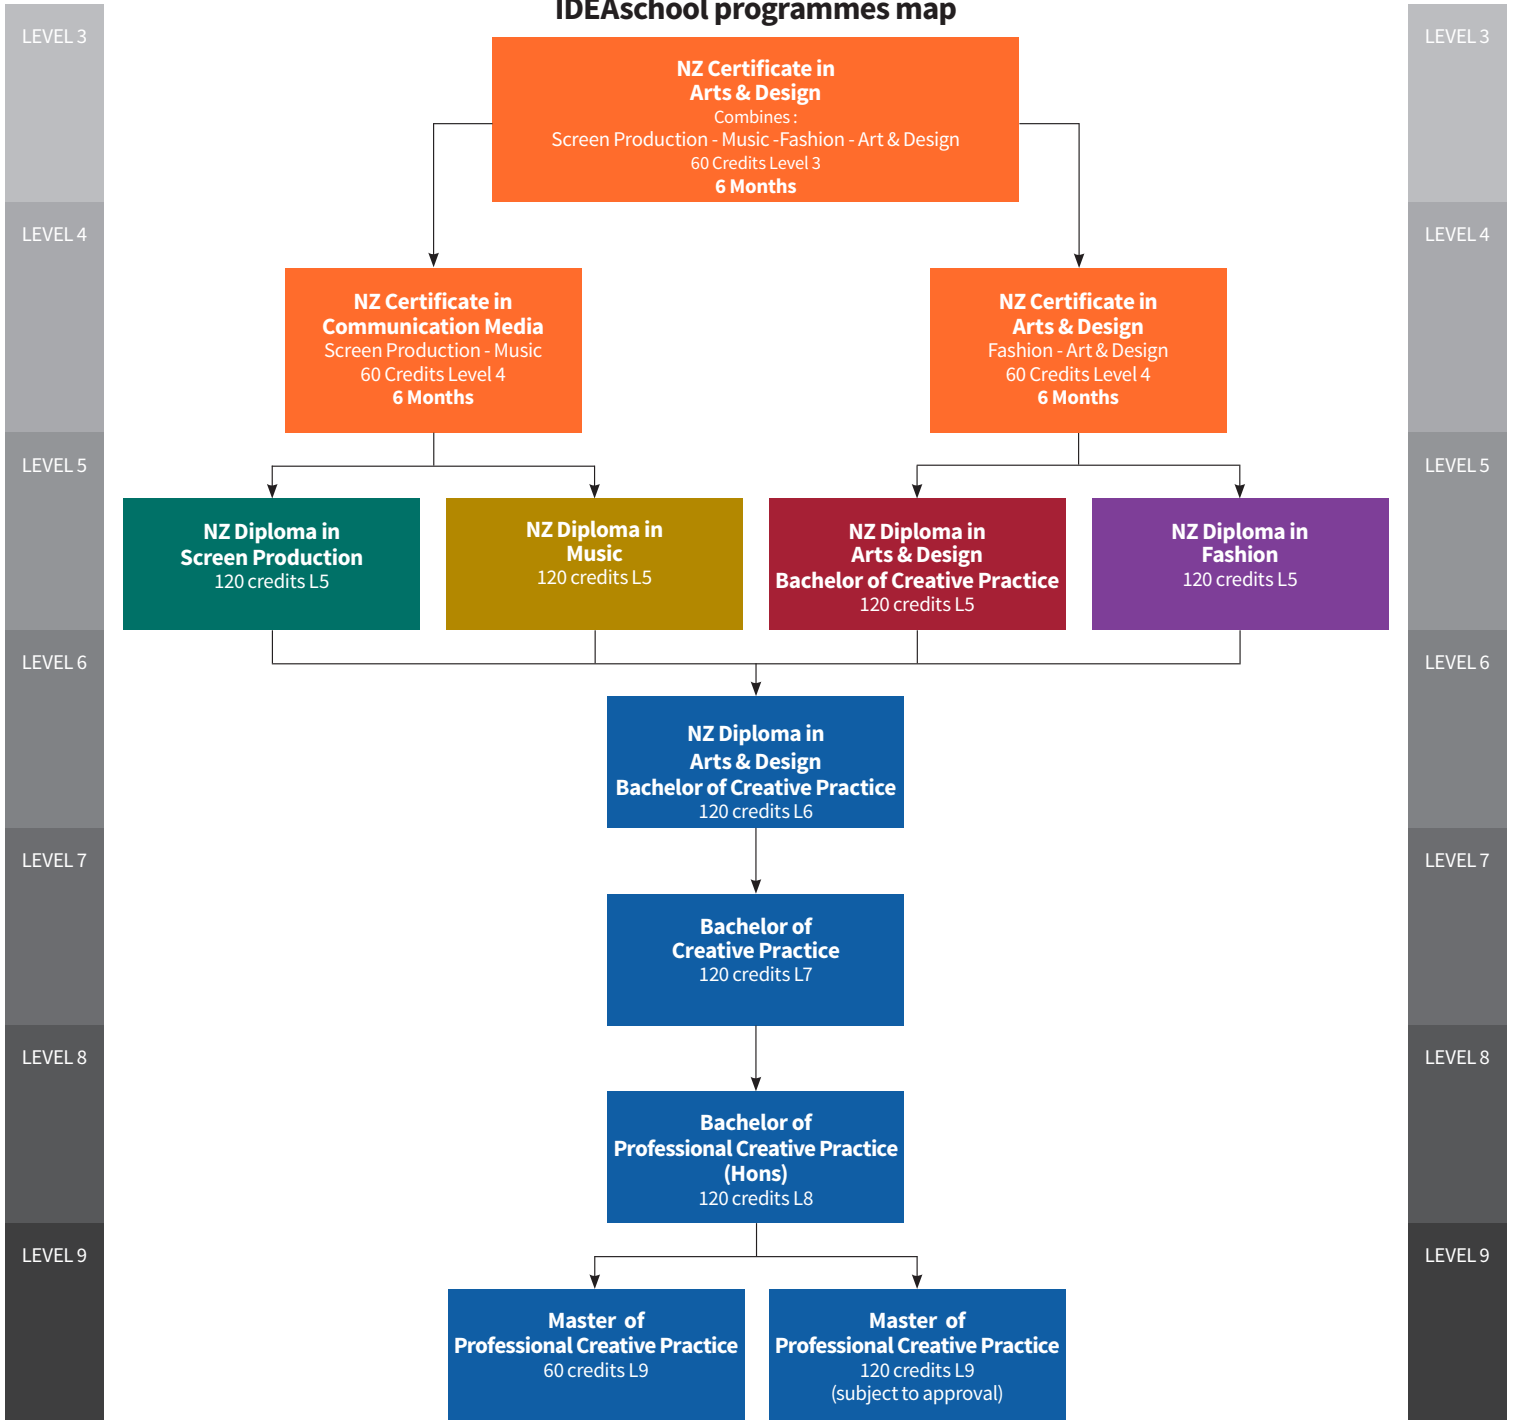 IDEAschool programmes map
LEVEL 3
LEVEL 3
NZ Certificate in
Arts & Design
Combines :
Screen Production - Music -Fashion - Art & Design
60 Credits Level 3
6 Months
LEVEL 4
LEVEL 4
NZ Certificate in
Communication Media
Screen Production - Music
60 Credits Level 4
6 Months
NZ Certificate in
Arts & Design
Fashion - Art & Design
60 Credits Level 4
6 Months
LEVEL 5
LEVEL 5
NZ Diploma in
Screen Production
120 credits L5
NZ Diploma in
Music
120 credits L5
NZ Diploma in
Arts & Design
Bachelor of Creative Practice
120 credits L5
NZ Diploma in
Fashion
120 credits L5
LEVEL 6
LEVEL 6
NZ Diploma in
Arts & Design
Bachelor of Creative Practice
120 credits L6
LEVEL 7
LEVEL 7
Bachelor of
Creative Practice
120 credits L7
LEVEL 8
LEVEL 8
Bachelor of
Professional Creative Practice
(Hons)
120 credits L8
LEVEL 9
LEVEL 9
Master of
Professional Creative Practice
60 credits L9
Master of
Professional Creative Practice
120 credits L9
(subject to approval)